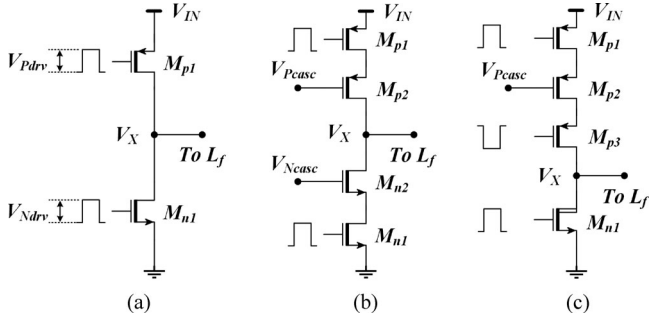 V_IN
V_Pdrv
M_p1
V_X
To L_f
V_Ndrv
M_n1
(a)
V_IN
M_p1
V_Pcasc
M_p2
V_X
To L_f
V_Ncasc
M_n2
M_n1
(b)
V_IN
M_p1
V_Pcasc
M_p2
M_p3
V_X
To L_f
M_n1
(c)